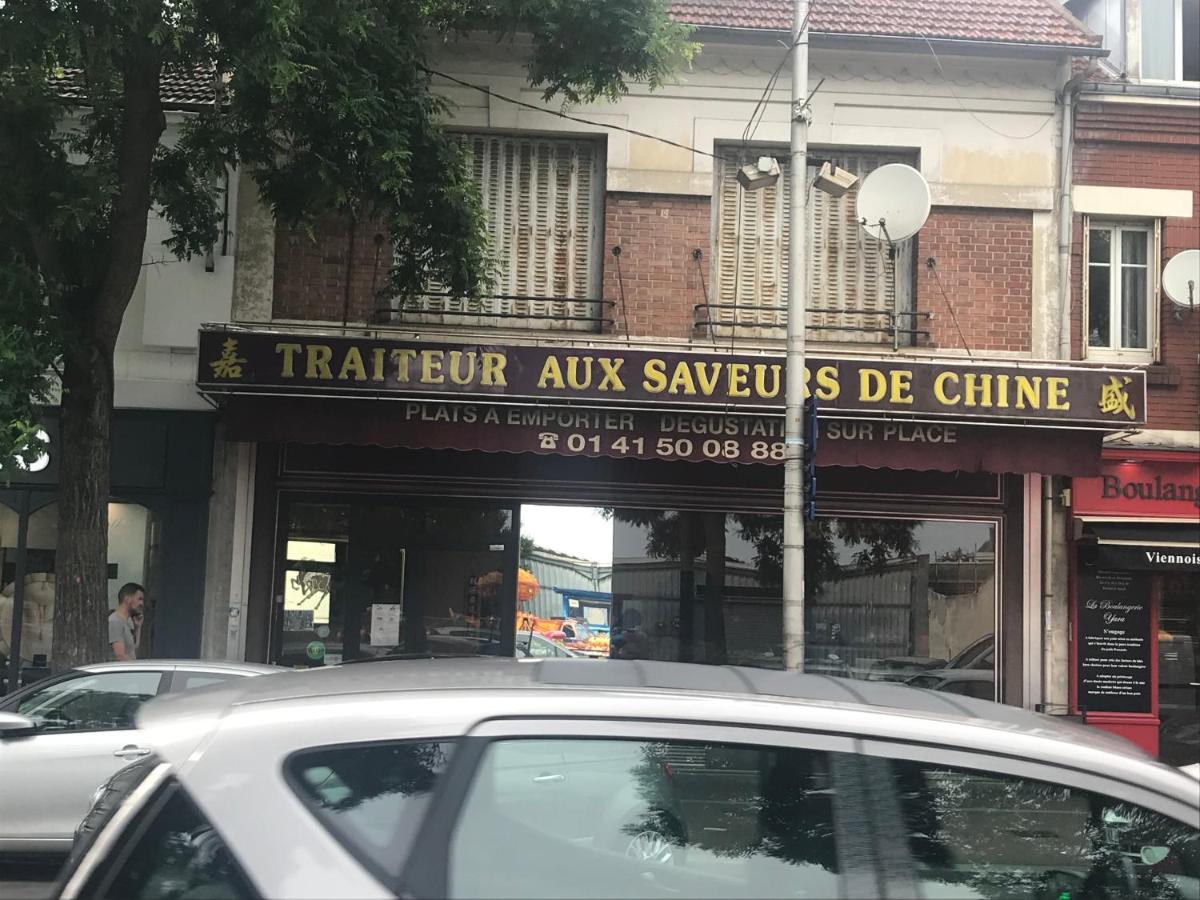 嘉 TRAITEUR AUX SAVEURS DE CHINE 盛
PLATS A EMPORTER DEGUSTATI SUR PLACE
☎ 01 41 50 08 88
Boulang
Viennois
La Boulangerie
Yara
S'engage